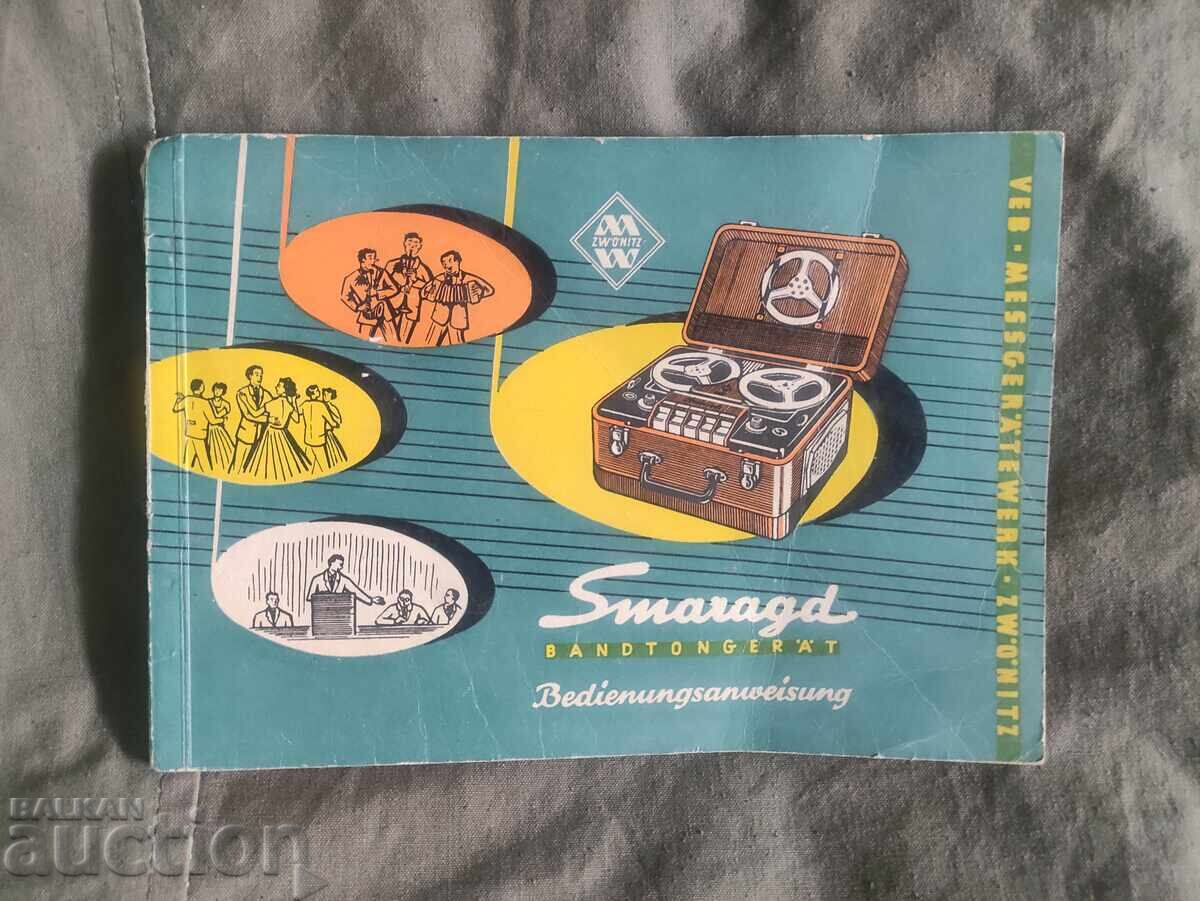 ZWÖNITZ
Smaragd
BANDTONGERÄT
Bedienungsanweisung
VEB · MESSGERÄTEWERK · ZWÖNITZ
BALKAN
auction